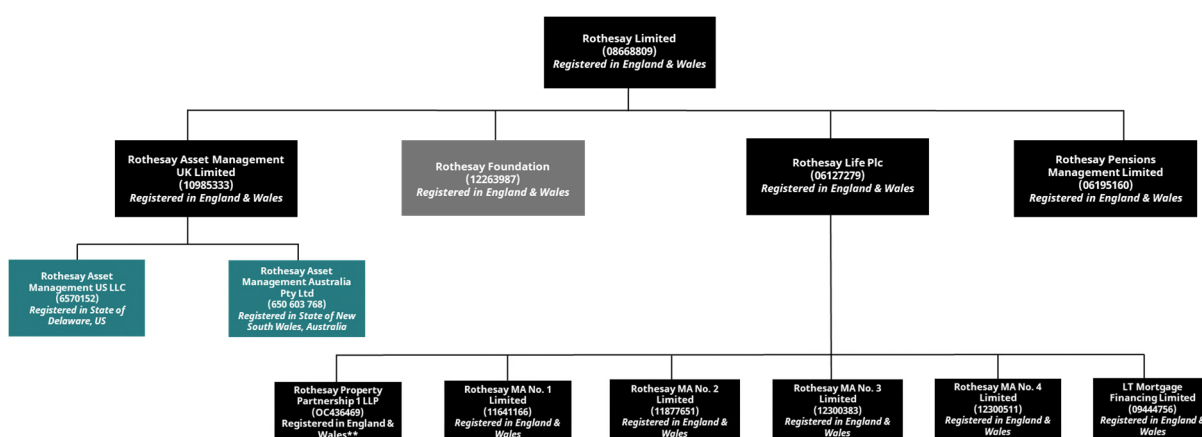 Rothesay Limited
(08668809)
Registered in England & Wales
Rothesay Asset Management
UK Limited
(10985333)
Registered in England & Wales
Rothesay Foundation
(12263987)
Registered in England & Wales
Rothesay Life Plc
(06127279)
Registered in England & Wales
Rothesay Pensions
Management Limited
(06195160)
Registered in England & Wales
Rothesay Asset
Management US LLC
(6570152)
Registered in State of
Delaware, US
Rothesay Asset
Management Australia
Pty Ltd
(650 603 768)
Registered in State of New
South Wales, Australia
Rothesay Property
Partnership 1 LLP
(OC436469)
Registered in England &
Wales**
Rothesay MA No. 1
Limited
(11641166)
Registered in England &
Wales
Rothesay MA No. 2
Limited
(11877651)
Registered in England &
Wales
Rothesay MA No. 3
Limited
(12300383)
Registered in England &
Wales
Rothesay MA No. 4
Limited
(12300511)
Registered in England &
Wales
LT Mortgage
Financing Limited
(09444756)
Registered in England &
Wales